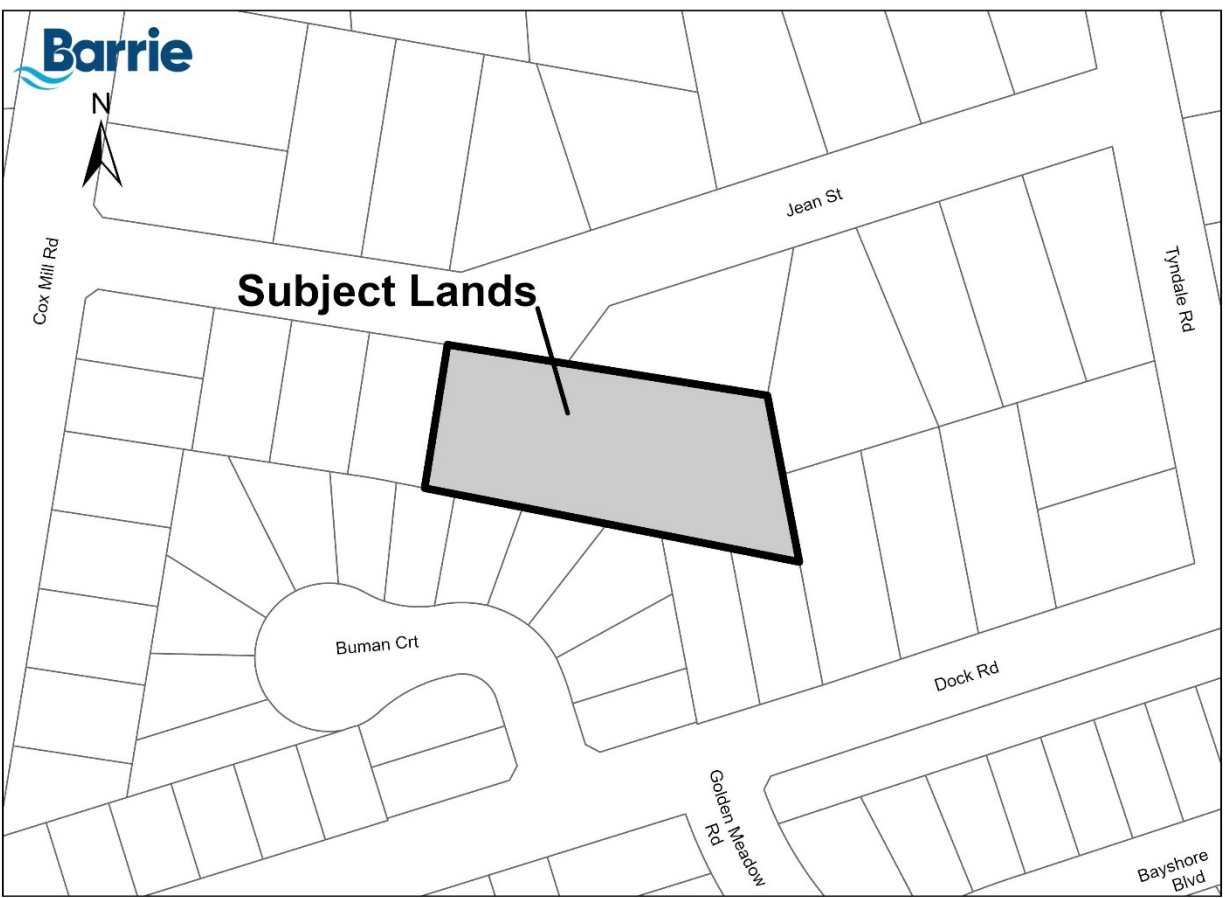 Barrie
N
Jean St
Cox Mill Rd
Tyndale Rd
Subject Lands
Buman Crt
Dock Rd
Golden Meadow
Rd
Bayshore
Blvd